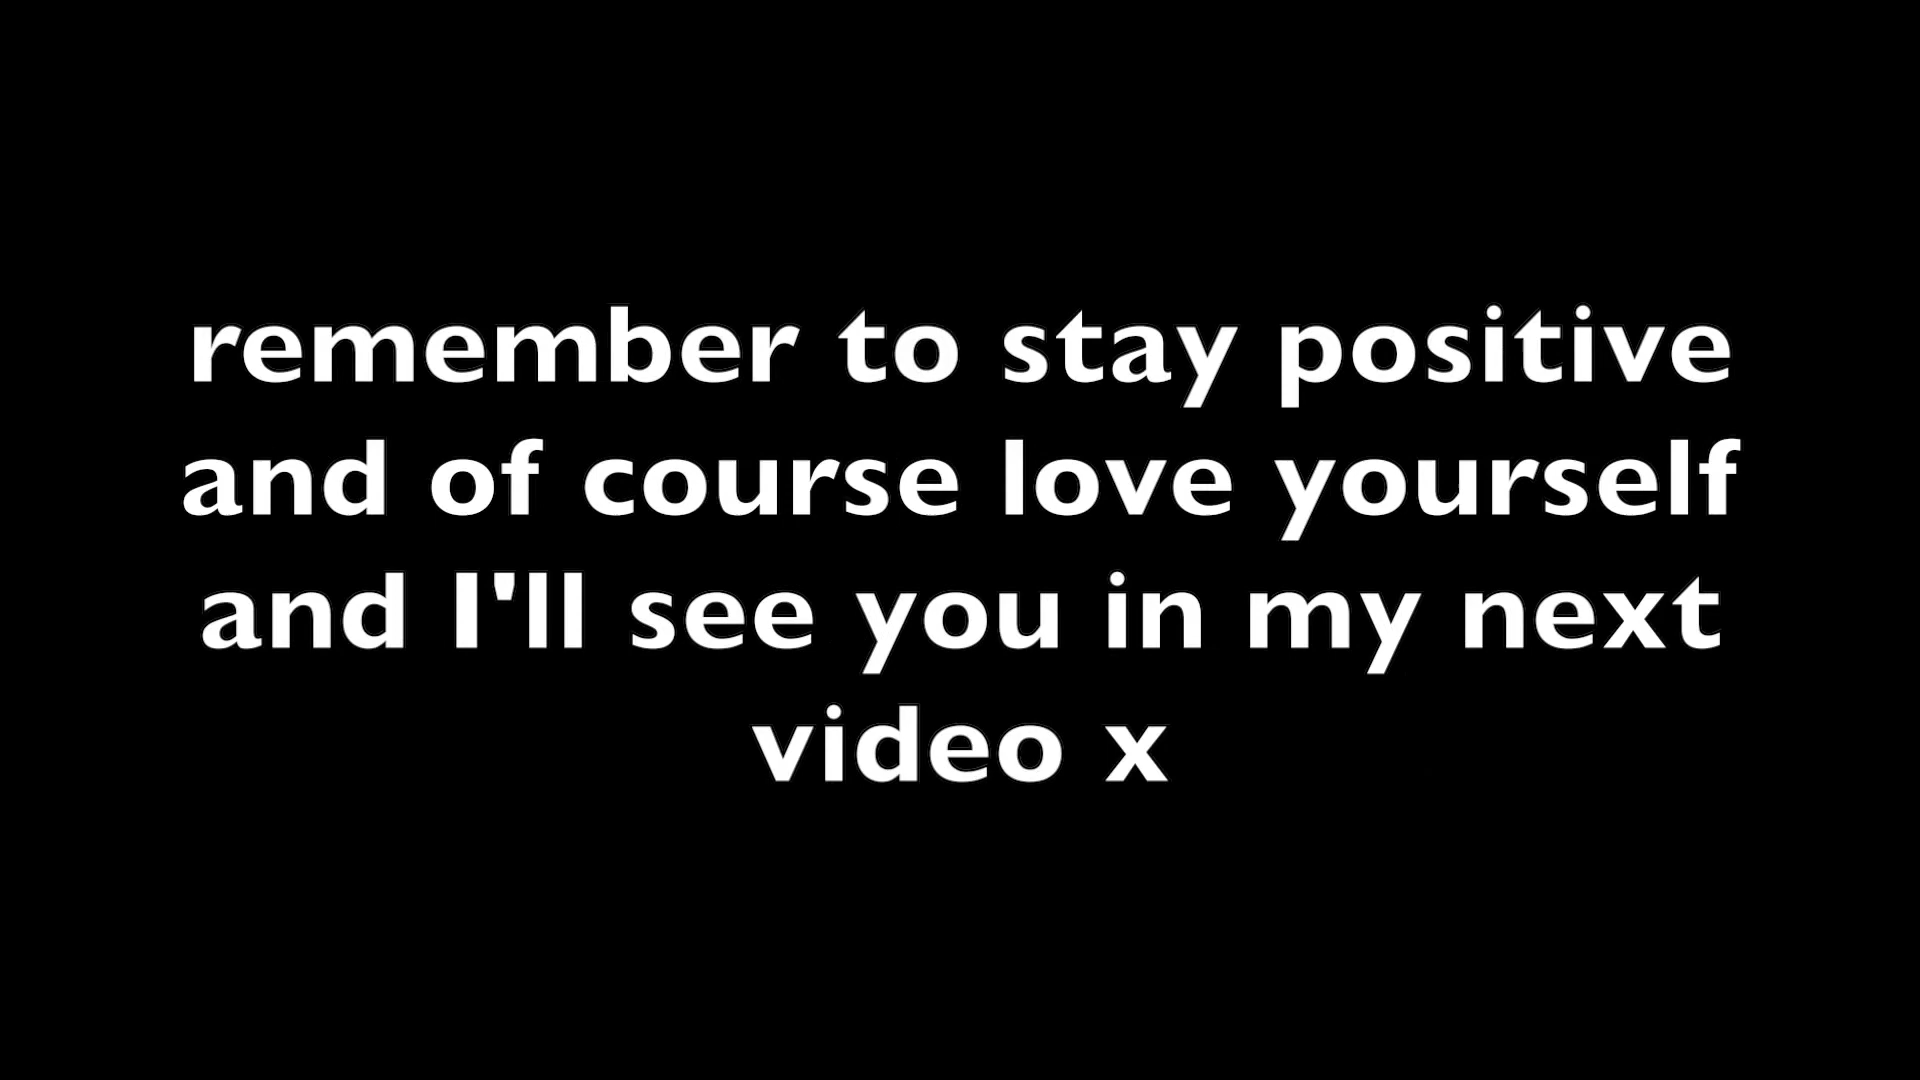 remember to stay positive
and of course love yourself
and I'll see you in my next
video x